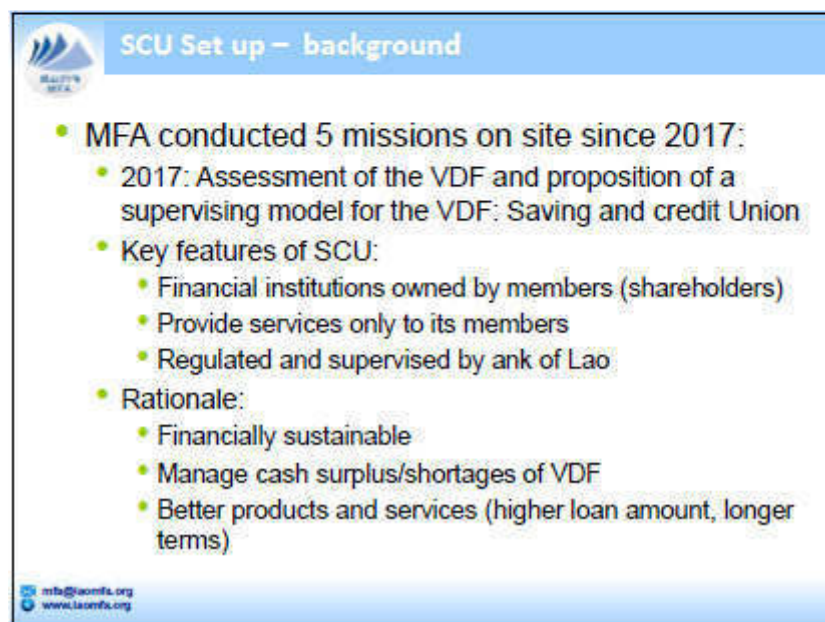 SCU Set up – background
MFA
• MFA conducted 5 missions on site since 2017:
• 2017: Assessment of the VDF and proposition of a
supervising model for the VDF: Saving and credit Union
• Key features of SCU:
• Financial institutions owned by members (shareholders)
• Provide services only to its members
• Regulated and supervised by ank of Lao
• Rationale:
• Financially sustainable
• Manage cash surplus/shortages of VDF
• Better products and services (higher loan amount, longer
terms)
mfa@laomfa.org
www.laomfa.org